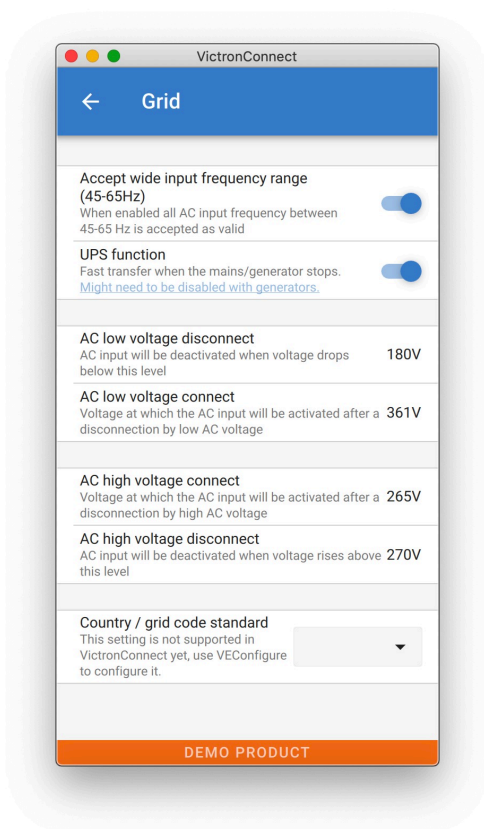 VictronConnect
Grid
Accept wide input frequency range
(45-65Hz)
When enabled all AC input frequency between
45-65 Hz is accepted as valid
UPS function
Fast transfer when the mains/generator stops.
Might need to be disabled with generators.
AC low voltage disconnect
AC input will be deactivated when voltage drops
below this level
180V
AC low voltage connect
Voltage at which the AC input will be activated after a
disconnection by low AC voltage
361V
AC high voltage connect
Voltage at which the AC input will be activated after a
disconnection by high AC voltage
265V
AC high voltage disconnect
AC input will be deactivated when voltage rises above
this level
270V
Country / grid code standard
This setting is not supported in
VictronConnect yet, use VEConfigure
to configure it.
DEMO PRODUCT